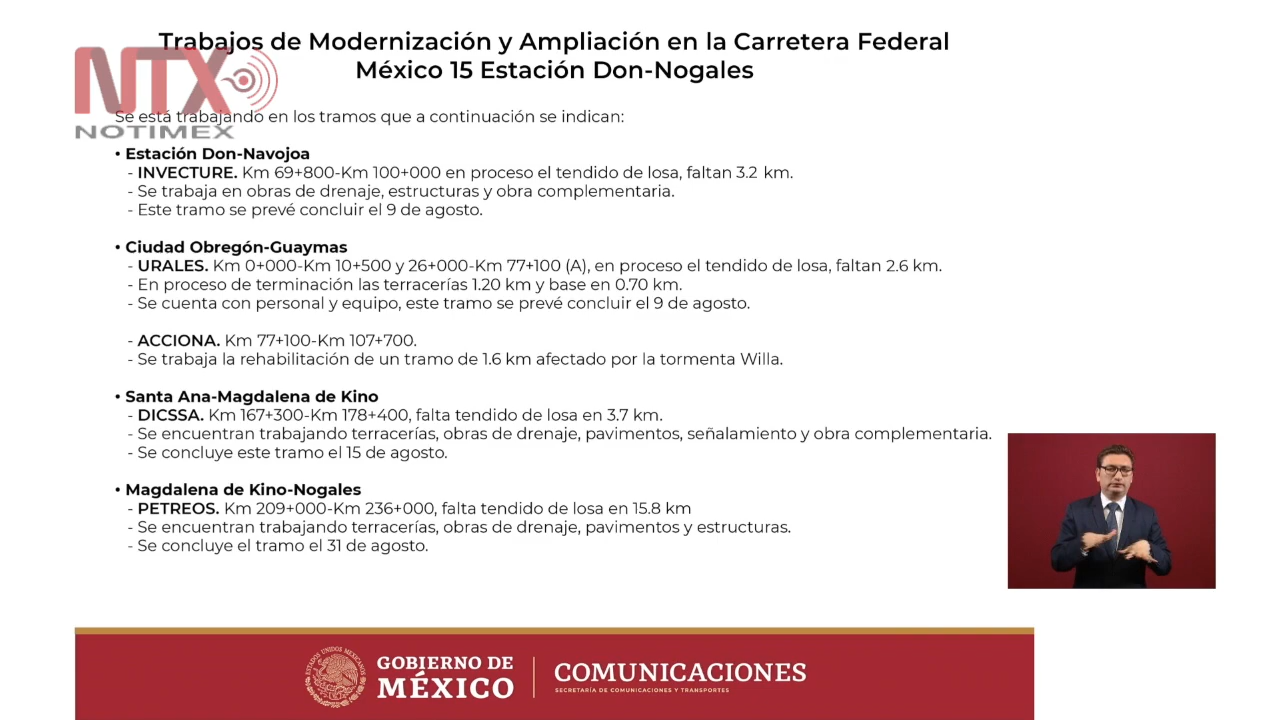 Trabajos de Modernización y Ampliación en la Carretera Federal
México 15 Estación Don-Nogales
NTX
NOTIMEX
Se está trabajando en los tramos que a continuación se indican:
• Estación Don-Navojoa
- INVECTURE. Km 69+800-Km 100+000 en proceso el tendido de losa, faltan 3.2 km.
- Se trabaja en obras de drenaje, estructuras y obra complementaria.
- Este tramo se prevé concluir el 9 de agosto.
• Ciudad Obregón-Guaymas
- URALES. Km 0+000-Km 10+500 y 26+000-Km 77+100 (A), en proceso el tendido de losa, faltan 2.6 km.
- En proceso de terminación las terracerías 1.20 km y base en 0.70 km.
- Se cuenta con personal y equipo, este tramo se prevé concluir el 9 de agosto.
- ACCIONA. Km 77+100-Km 107+700.
- Se trabaja la rehabilitación de un tramo de 1.6 km afectado por la tormenta Willa.
• Santa Ana-Magdalena de Kino
- DICSSA. Km 167+300-Km 178+400, falta tendido de losa en 3.7 km.
- Se encuentran trabajando terracerías, obras de drenaje, pavimentos, señalamiento y obra complementaria.
- Se concluye este tramo el 15 de agosto.
• Magdalena de Kino-Nogales
- PETREOS. Km 209+000-Km 236+000, falta tendido de losa en 15.8 km
- Se encuentran trabajando terracerías, obras de drenaje, pavimentos y estructuras.
- Se concluye el tramo el 31 de agosto.
ESTADOS UNIDOS MEXICANOS
GOBIERNO DE
MÉXICO
COMUNICACIONES
SECRETARÍA DE COMUNICACIONES Y TRANSPORTES